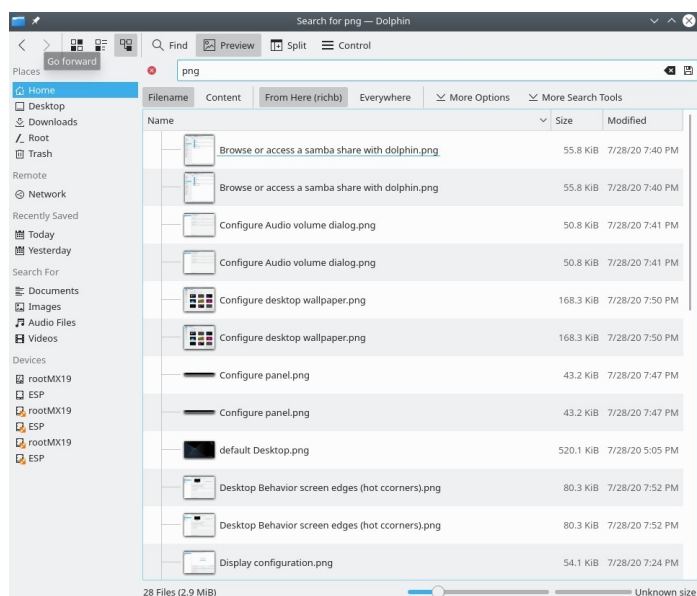 Search for png — Dolphin
Find Preview Split Control
Go forward
Places
png
Home
Desktop
Downloads
Root
Trash
Remote
Network
Recently Saved
Today
Yesterday
Search For
Documents
Images
Audio Files
Videos
Devices
rootMX19
ESP
rootMX19
ESP
rootMX19
ESP
Filename Content From Here (richb) Everywhere More Options More Search Tools
Name Size Modified
Browse or access a samba share with dolphin.png 55.8 KiB 7/28/20 7:40 PM
Browse or access a samba share with dolphin.png 55.8 KiB 7/28/20 7:40 PM
Configure Audio volume dialog.png 50.8 KiB 7/28/20 7:41 PM
Configure Audio volume dialog.png 50.8 KiB 7/28/20 7:41 PM
Configure desktop wallpaper.png 168.3 KiB 7/28/20 7:50 PM
Configure desktop wallpaper.png 168.3 KiB 7/28/20 7:50 PM
Configure panel.png 43.2 KiB 7/28/20 7:47 PM
Configure panel.png 43.2 KiB 7/28/20 7:47 PM
default Desktop.png 520.1 KiB 7/28/20 5:05 PM
Desktop Behavior screen edges (hot ccorners).png 80.3 KiB 7/28/20 7:52 PM
Desktop Behavior screen edges (hot ccorners).png 80.3 KiB 7/28/20 7:52 PM
Display configuration.png 54.1 KiB 7/28/20 7:24 PM
28 Files (2.9 MiB) Unknown size